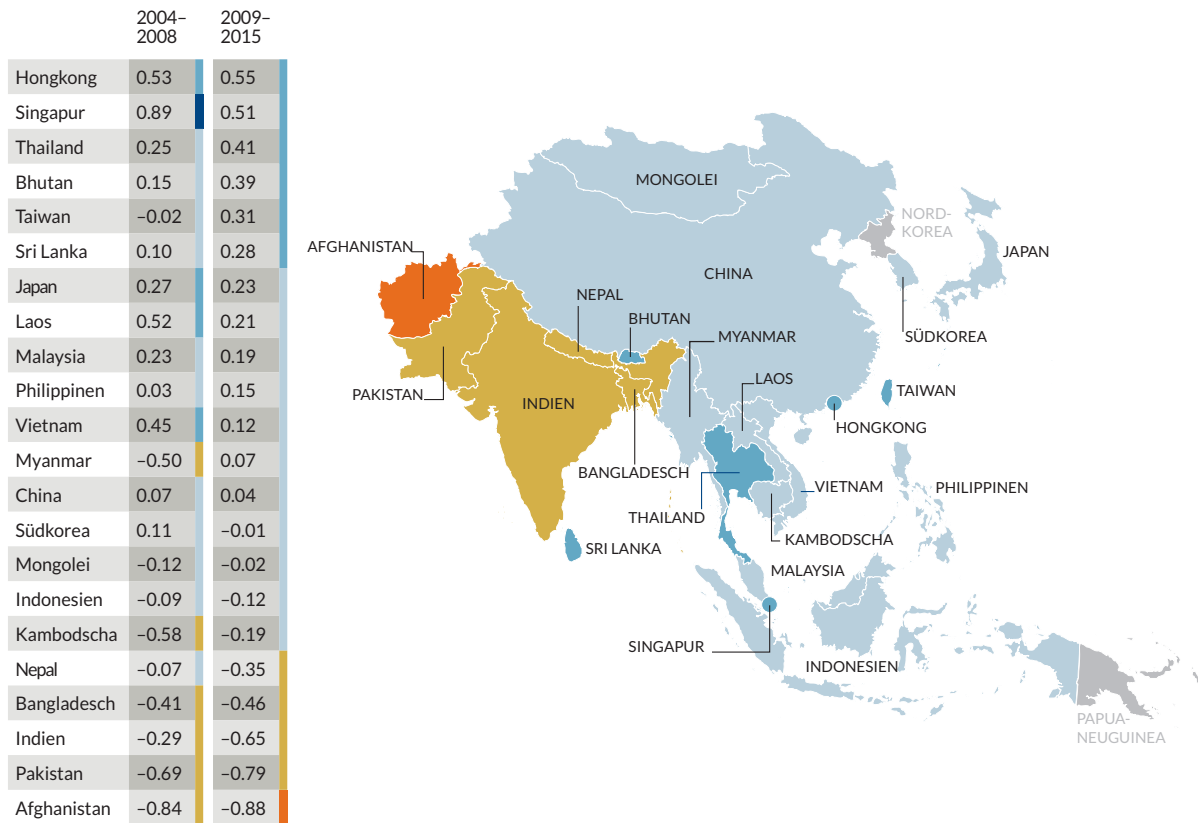 2004– 2009–
2008 2015
Hongkong 0.53 0.55
Singapur 0.89 0.51
Thailand 0.25 0.41
Bhutan 0.15 0.39
Taiwan –0.02 0.31
Sri Lanka 0.10 0.28
Japan 0.27 0.23
Laos 0.52 0.21
Malaysia 0.23 0.19
Philippinen 0.03 0.15
Vietnam 0.45 0.12
Myanmar –0.50 0.07
China 0.07 0.04
Südkorea 0.11 –0.01
Mongolei –0.12 –0.02
Indonesien –0.09 –0.12
Kambodscha –0.58 –0.19
Nepal –0.07 –0.35
Bangladesch –0.41 –0.46
Indien –0.29 –0.65
Pakistan –0.69 –0.79
Afghanistan –0.84 –0.88
MONGOLEI
NORD-
KOREA
AFGHANISTAN
JAPAN
CHINA
NEPAL
BHUTAN
MYANMAR
SÜDKOREA
LAOS
PAKISTAN
TAIWAN
INDIEN
HONGKONG
BANGLADESCH
VIETNAM
PHILIPPINEN
THAILAND
KAMBODSCHA
SRI LANKA
MALAYSIA
SINGAPUR
INDONESIEN
PAPUA-
NEUGUINEA